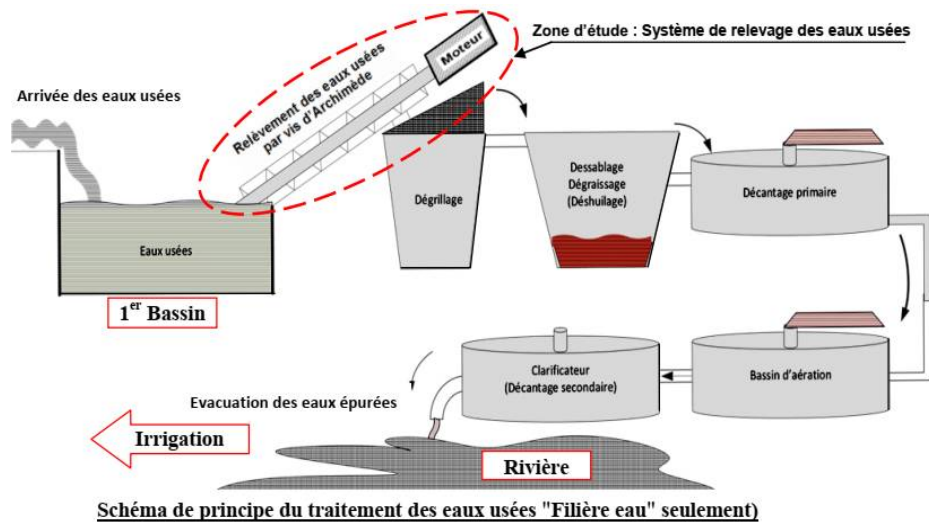 Zone d'étude : Système de relevage des eaux usées
Moteur
Relèvement des eaux usées
par vis d'Archimède
Arrivée des eaux usées
Dégrillage
Dessablage
Dégraissage
(Déshuilage)
Décantage primaire
Eaux usées
1er Bassin
Clarificateur
(Décantage secondaire)
Bassin d'aération
Evacuation des eaux épurées
Irrigation
Rivière
Schéma de principe du traitement des eaux usées "Filière eau" seulement)